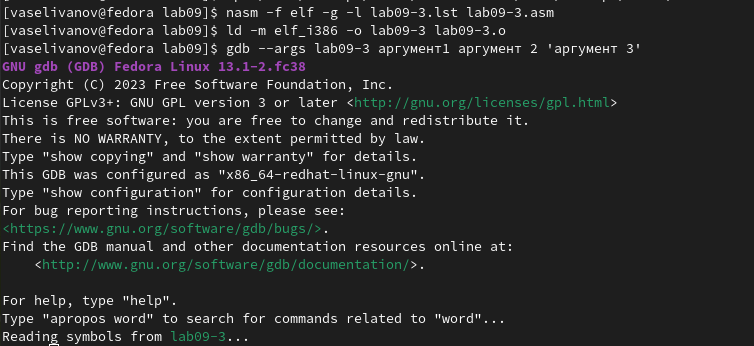 [vaselivanov@fedora lab09]$ nasm -f elf -g -l lab09-3.lst lab09-3.asm
[vaselivanov@fedora lab09]$ ld -m elf_i386 -o lab09-3 lab09-3.o
[vaselivanov@fedora lab09]$ gdb --args lab09-3 аргумент1 аргумент 2 'аргумент 3'
GNU gdb (GDB) Fedora Linux 13.1-2.fc38
Copyright (C) 2023 Free Software Foundation, Inc.
License GPLv3+: GNU GPL version 3 or later <http://gnu.org/licenses/gpl.html>
This is free software: you are free to change and redistribute it.
There is NO WARRANTY, to the extent permitted by law.
Type "show copying" and "show warranty" for details.
This GDB was configured as "x86_64-redhat-linux-gnu".
Type "show configuration" for configuration details.
For bug reporting instructions, please see:
<https://www.gnu.org/software/gdb/bugs/>.
Find the GDB manual and other documentation resources online at:
    <http://www.gnu.org/software/gdb/documentation/>.

For help, type "help".
Type "apropos word" to search for commands related to "word"...
Reading symbols from lab09-3...